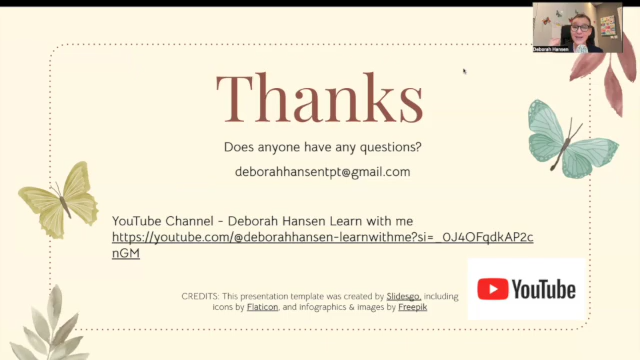 Deborah Hansen
Thanks
Does anyone have any questions?
deborahhansentpt@gmail.com
YouTube Channel - Deborah Hansen Learn with me
https://youtube.com/@deborahhansen-learnwithme?si=_0J4OFqdkAP2c
nGM
YouTube
CREDITS: This presentation template was created by Slidesgo, including
icons by Flaticon, and infographics & images by Freepik